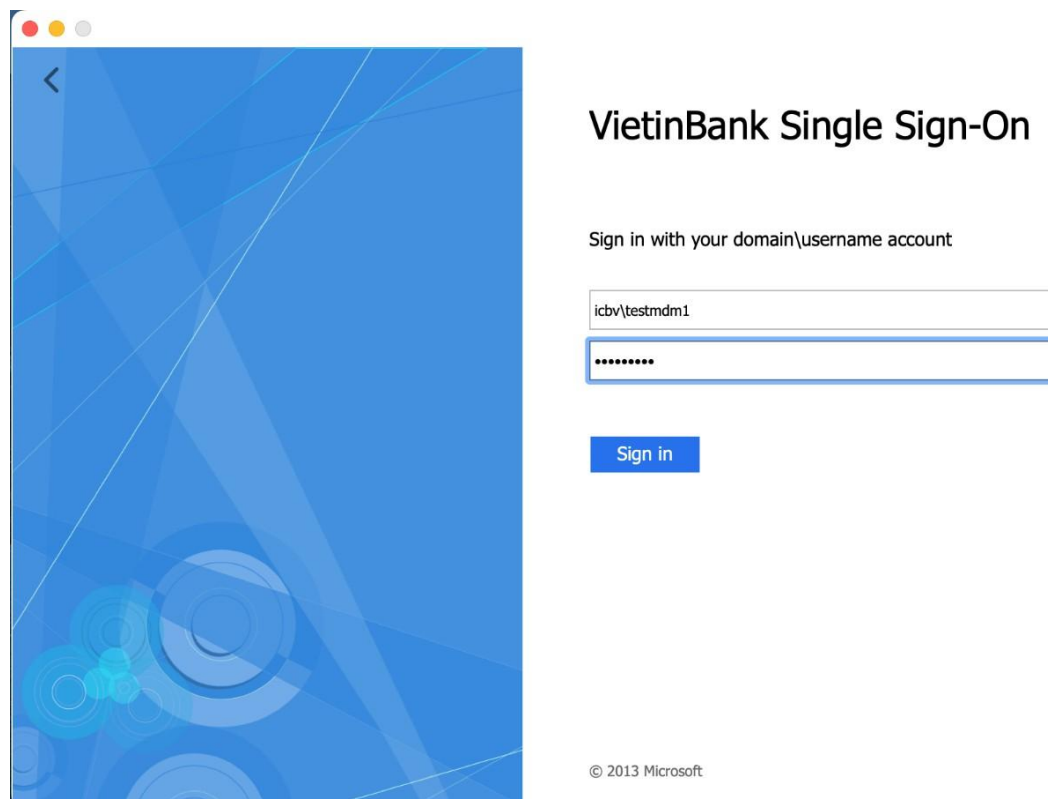 VietinBank Single Sign-On
Sign in with your domain\username account
icbv\testmdm1
•••••••••
Sign in
© 2013 Microsoft